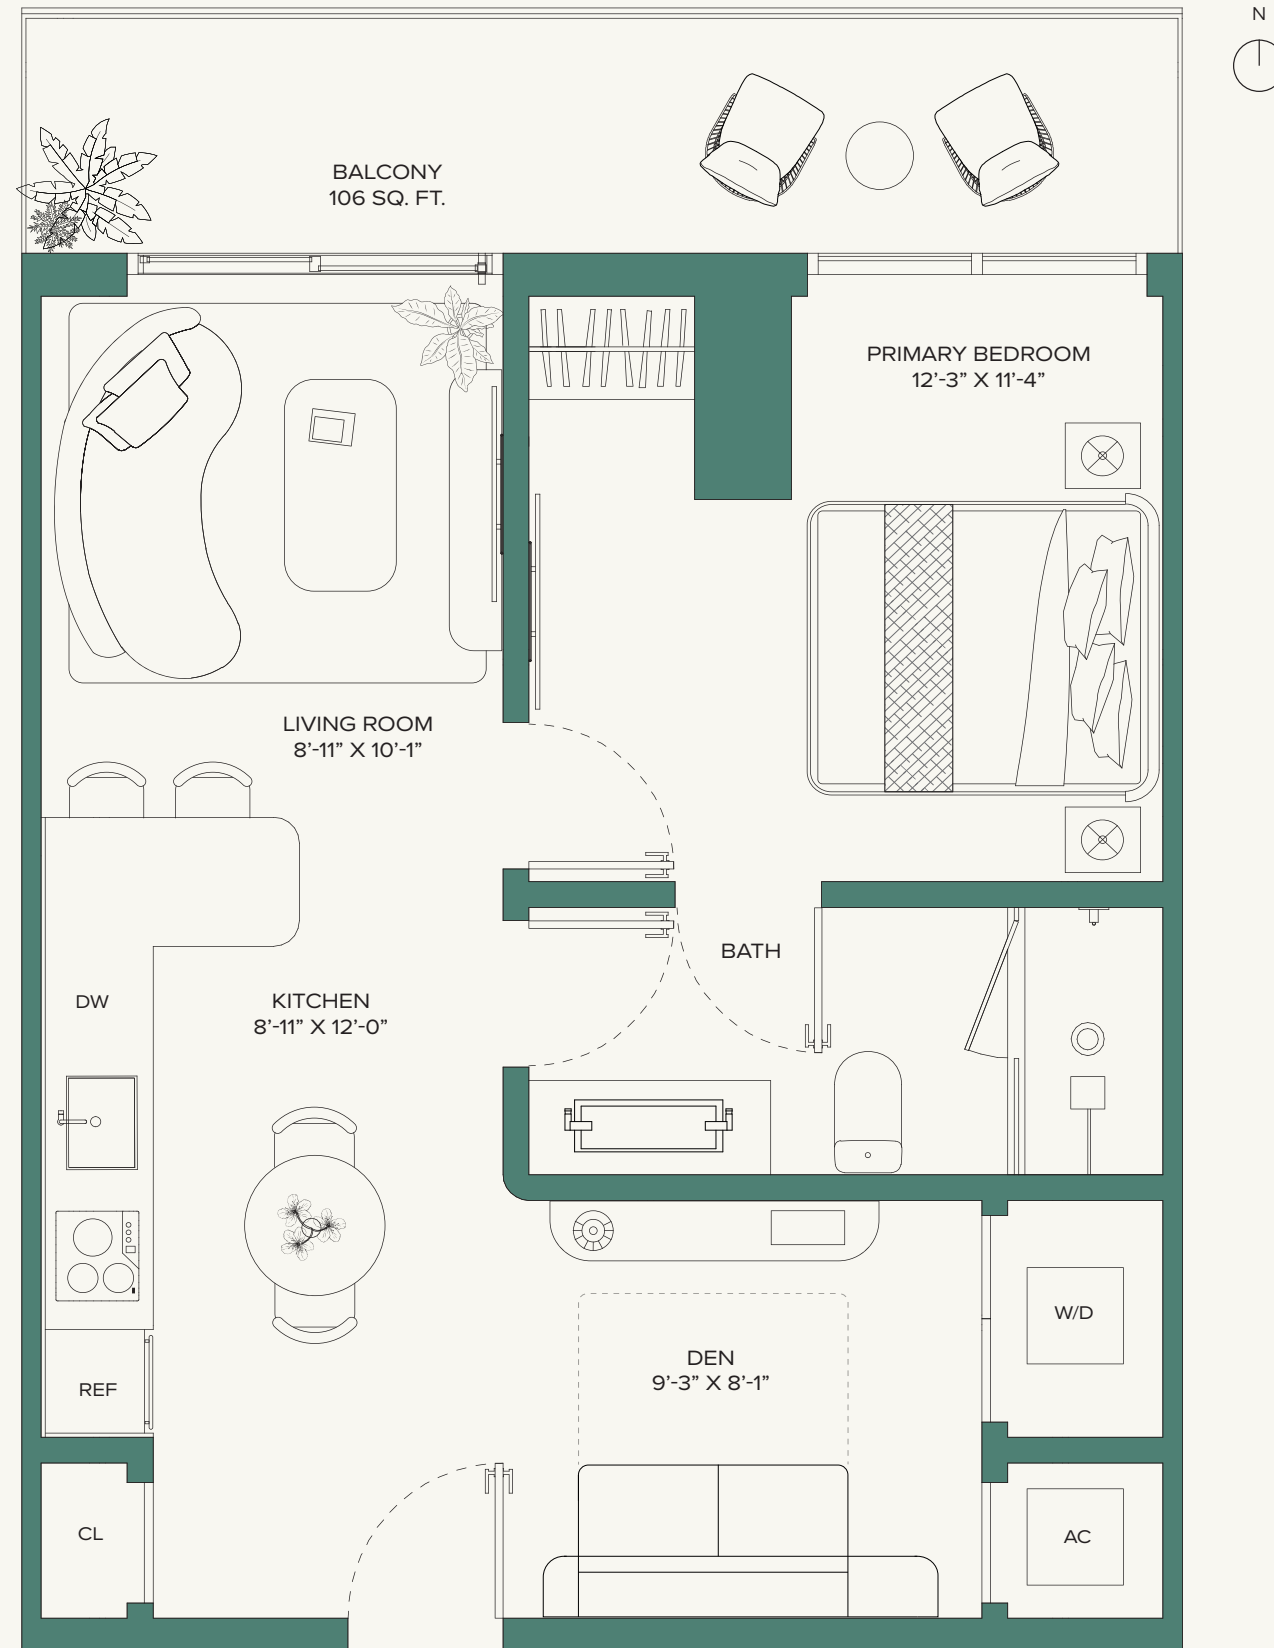 N
BALCONY
106 SQ. FT.
PRIMARY BEDROOM
12’-3” X 11’-4”
LIVING ROOM
8’-11” X 10’-1”
BATH
DW
KITCHEN
8’-11” X 12’-0”
W/D
DEN
9’-3” X 8’-1”
REF
CL
AC